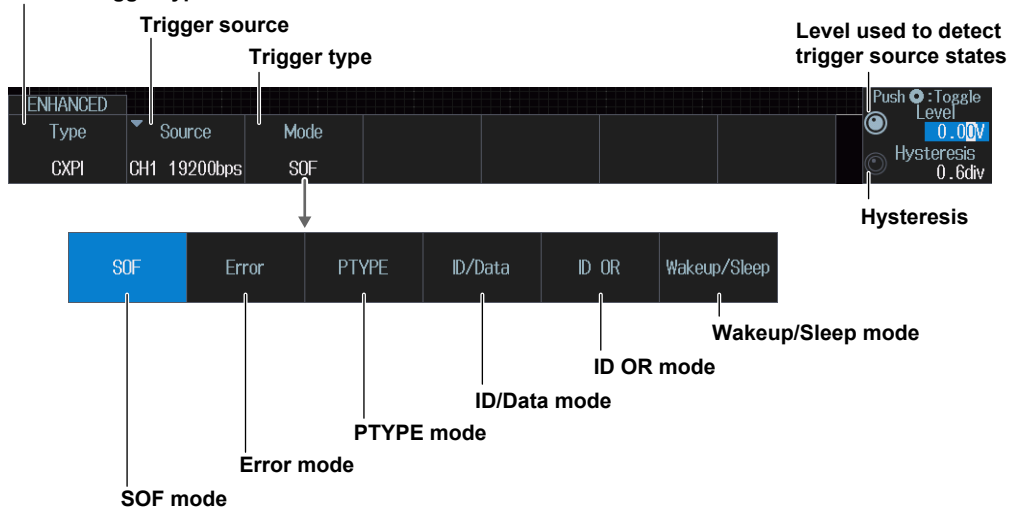 Trigger source
Trigger type
Level used to detect
trigger source states
ENHANCED
Type
Source
Mode
CXPI
CH1 19200bps
SOF
Push :Toggle
Level
0.00V
Hysteresis
0.6div
Hysteresis
SOF
Error
PTYPE
ID/Data
ID OR
Wakeup/Sleep
Wakeup/Sleep mode
ID OR mode
ID/Data mode
PTYPE mode
Error mode
SOF mode